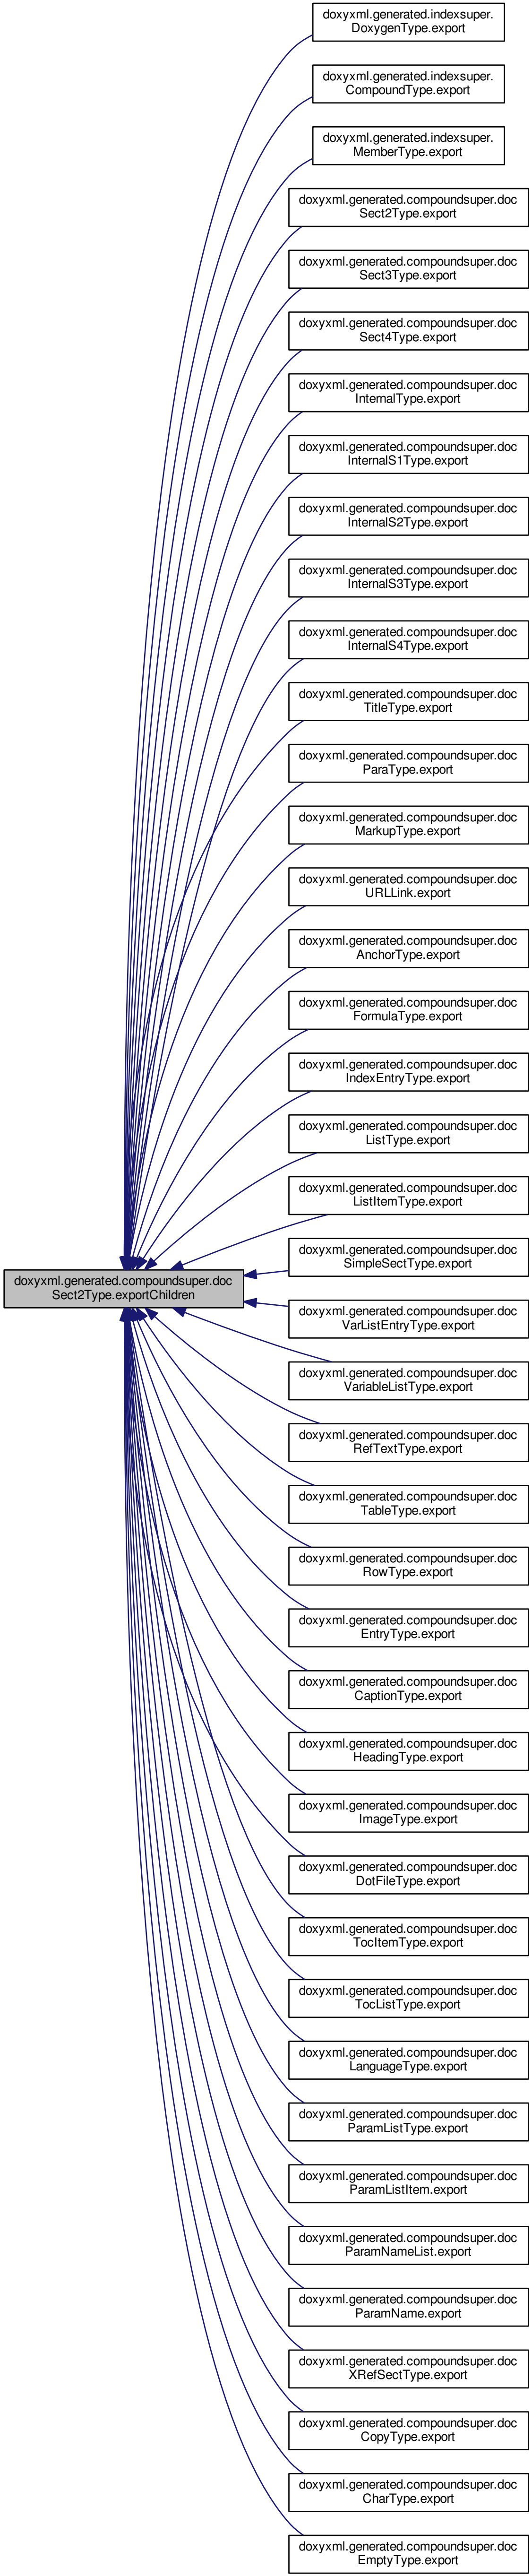 doxyxml.generated.indexsuper.
DoxygenType.export
doxyxml.generated.indexsuper.
CompoundType.export
doxyxml.generated.indexsuper.
MemberType.export
doxyxml.generated.compoundsuper.doc
Sect2Type.export
doxyxml.generated.compoundsuper.doc
Sect3Type.export
doxyxml.generated.compoundsuper.doc
Sect4Type.export
doxyxml.generated.compoundsuper.doc
InternalType.export
doxyxml.generated.compoundsuper.doc
InternalS1Type.export
doxyxml.generated.compoundsuper.doc
InternalS2Type.export
doxyxml.generated.compoundsuper.doc
InternalS3Type.export
doxyxml.generated.compoundsuper.doc
InternalS4Type.export
doxyxml.generated.compoundsuper.doc
TitleType.export
doxyxml.generated.compoundsuper.doc
ParaType.export
doxyxml.generated.compoundsuper.doc
MarkupType.export
doxyxml.generated.compoundsuper.doc
URLLink.export
doxyxml.generated.compoundsuper.doc
AnchorType.export
doxyxml.generated.compoundsuper.doc
FormulaType.export
doxyxml.generated.compoundsuper.doc
IndexEntryType.export
doxyxml.generated.compoundsuper.doc
ListType.export
doxyxml.generated.compoundsuper.doc
ListItemType.export
doxyxml.generated.compoundsuper.doc
SimpleSectType.export
doxyxml.generated.compoundsuper.doc
Sect2Type.exportChildren
doxyxml.generated.compoundsuper.doc
VarListEntryType.export
doxyxml.generated.compoundsuper.doc
VariableListType.export
doxyxml.generated.compoundsuper.doc
RefTextType.export
doxyxml.generated.compoundsuper.doc
TableType.export
doxyxml.generated.compoundsuper.doc
RowType.export
doxyxml.generated.compoundsuper.doc
EntryType.export
doxyxml.generated.compoundsuper.doc
CaptionType.export
doxyxml.generated.compoundsuper.doc
HeadingType.export
doxyxml.generated.compoundsuper.doc
ImageType.export
doxyxml.generated.compoundsuper.doc
DotFileType.export
doxyxml.generated.compoundsuper.doc
TocItemType.export
doxyxml.generated.compoundsuper.doc
TocListType.export
doxyxml.generated.compoundsuper.doc
LanguageType.export
doxyxml.generated.compoundsuper.doc
ParamListType.export
doxyxml.generated.compoundsuper.doc
ParamListItem.export
doxyxml.generated.compoundsuper.doc
ParamNameList.export
doxyxml.generated.compoundsuper.doc
ParamName.export
doxyxml.generated.compoundsuper.doc
XRefSectType.export
doxyxml.generated.compoundsuper.doc
CopyType.export
doxyxml.generated.compoundsuper.doc
CharType.export
doxyxml.generated.compoundsuper.doc
EmptyType.export